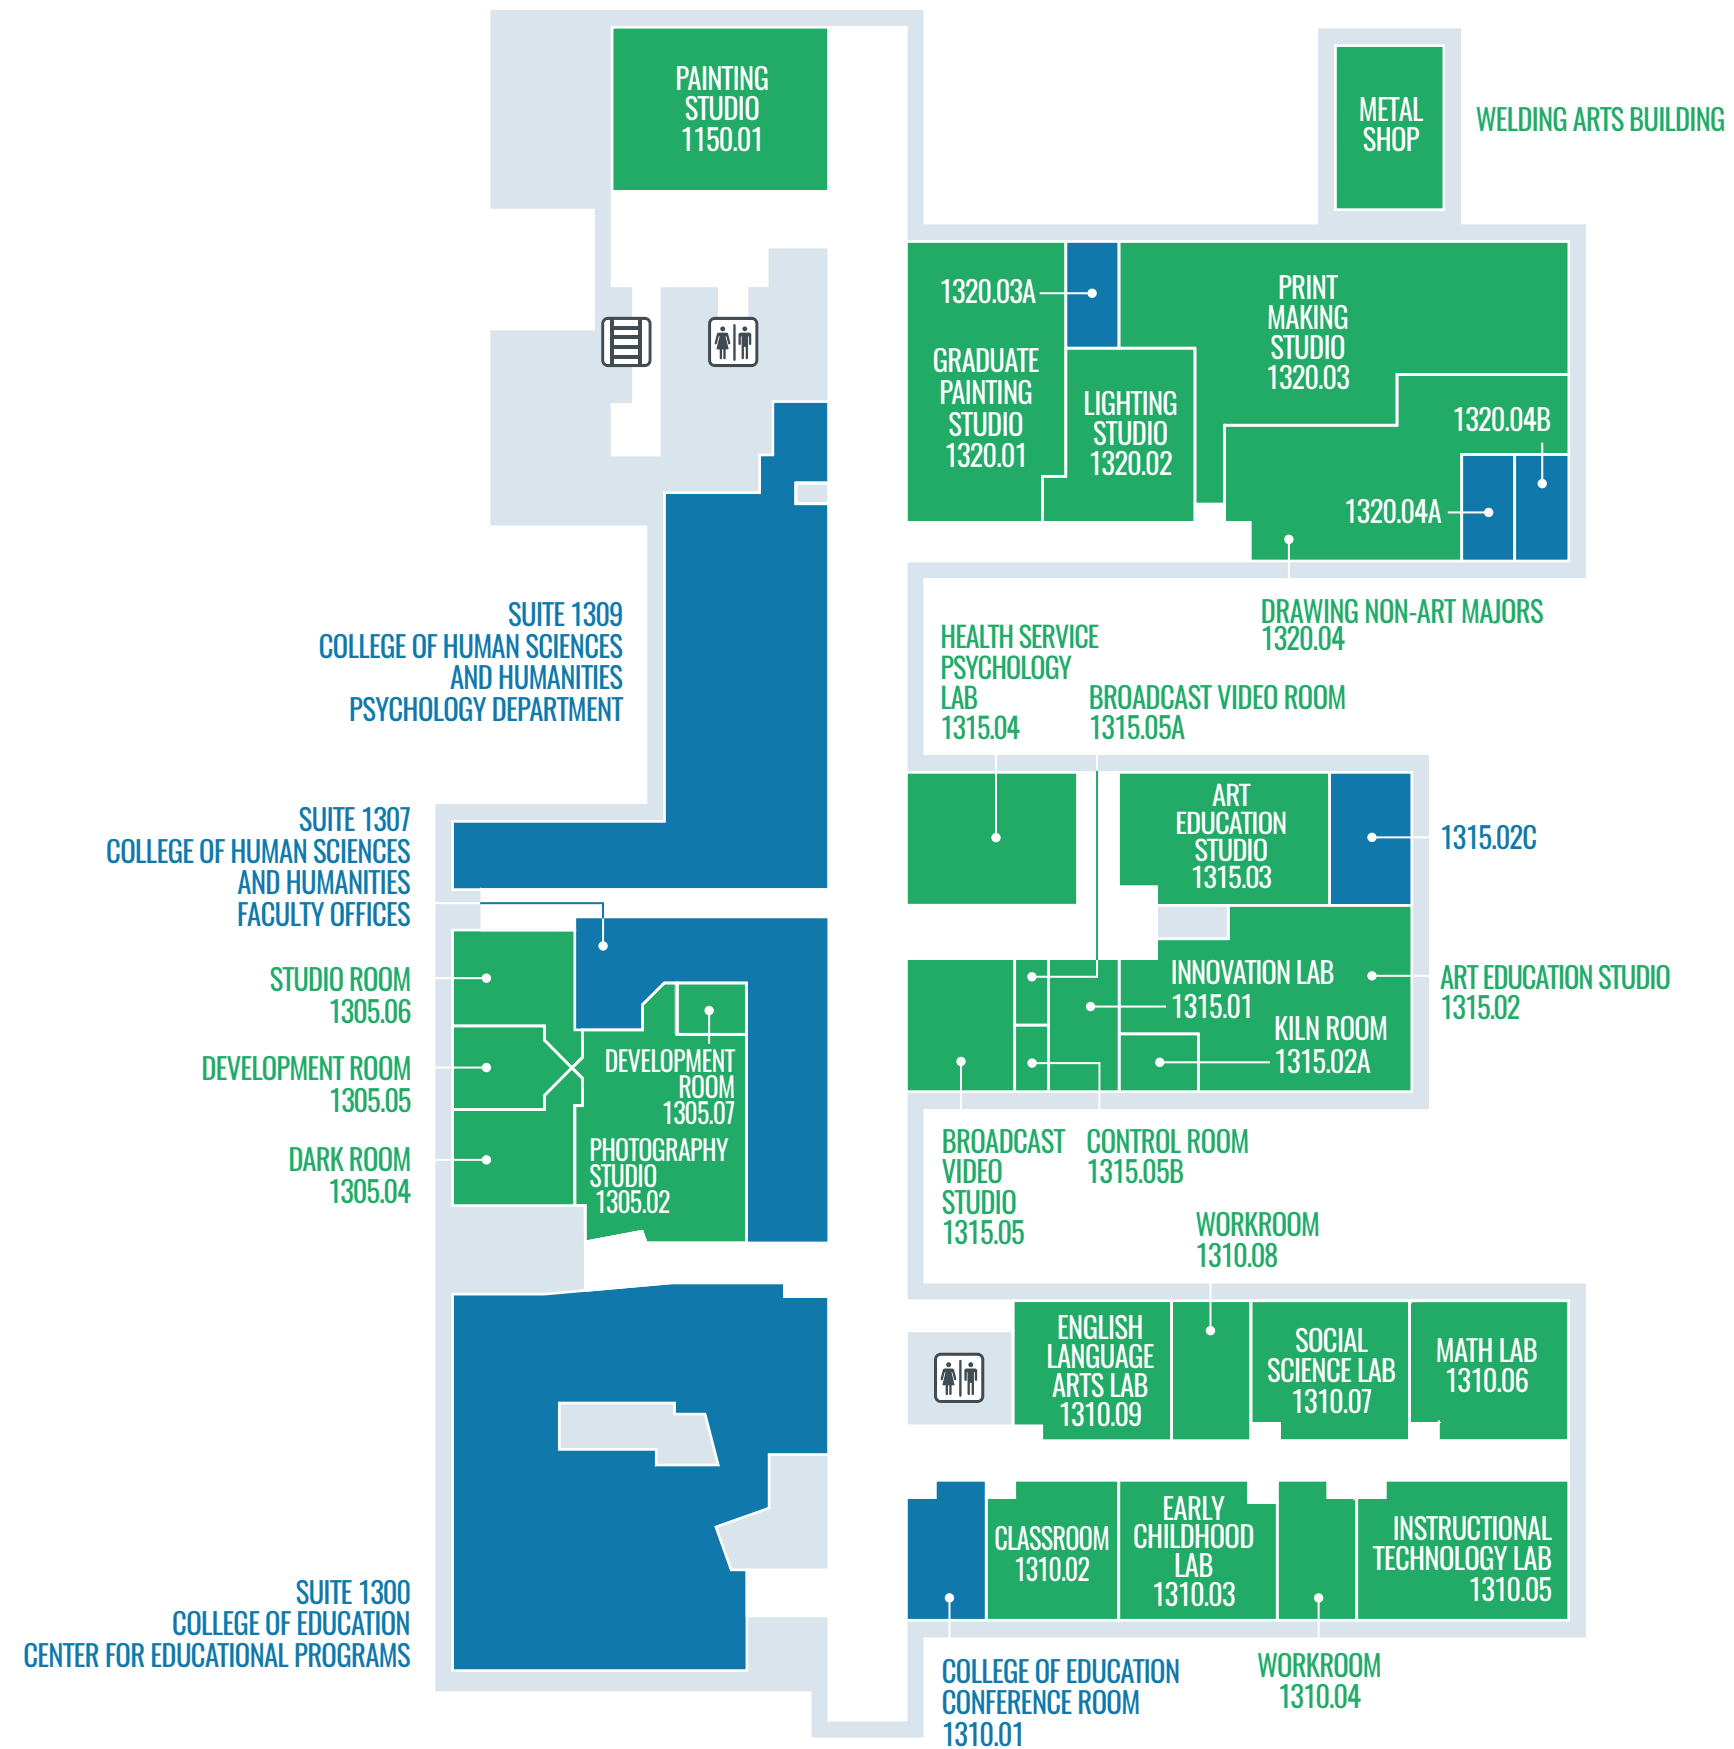 PAINTING
STUDIO
1150.01
METAL
SHOP
WELDING ARTS BUILDING
1320.03A
GRADUATE
PAINTING
STUDIO
1320.01
LIGHTING
STUDIO
1320.02
PRINT
MAKING
STUDIO
1320.03
1320.04B
1320.04A
DRAWING NON-ART MAJORS
1320.04
SUITE 1309
COLLEGE OF HUMAN SCIENCES
AND HUMANITIES
PSYCHOLOGY DEPARTMENT
HEALTH SERVICE
PSYCHOLOGY
LAB
1315.04
BROADCAST VIDEO ROOM
1315.05A
ART
EDUCATION
STUDIO
1315.03
1315.02C
SUITE 1307
COLLEGE OF HUMAN SCIENCES
AND HUMANITIES
FACULTY OFFICES
STUDIO ROOM
1305.06
DEVELOPMENT ROOM
1305.05
DARK ROOM
1305.04
DEVELOPMENT
ROOM
1305.07
PHOTOGRAPHY
STUDIO
1305.02
INNOVATION LAB
1315.01
KILN ROOM
1315.02A
ART EDUCATION STUDIO
1315.02
BROADCAST
VIDEO
STUDIO
1315.05
CONTROL ROOM
1315.05B
WORKROOM
1310.08
ENGLISH
LANGUAGE
ARTS LAB
1310.09
SOCIAL
SCIENCE LAB
1310.07
MATH LAB
1310.06
CLASSROOM
1310.02
EARLY
CHILDHOOD
LAB
1310.03
INSTRUCTIONAL
TECHNOLOGY LAB
1310.05
SUITE 1300
COLLEGE OF EDUCATION
CENTER FOR EDUCATIONAL PROGRAMS
COLLEGE OF EDUCATION
CONFERENCE ROOM
1310.01
WORKROOM
1310.04